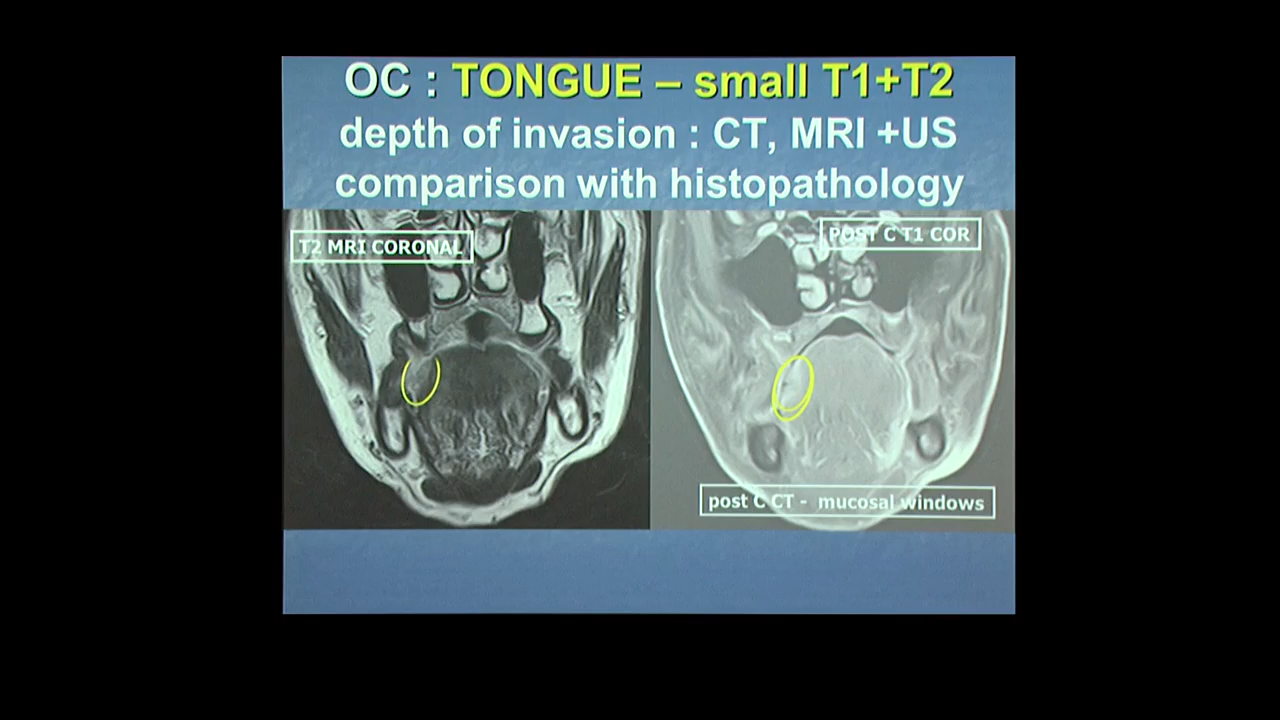 OC : TONGUE – small T1+T2
depth of invasion : CT, MRI +US
comparison with histopathology
T2 MRI CORONAL
POST C T1 COR
post C CT - mucosal windows